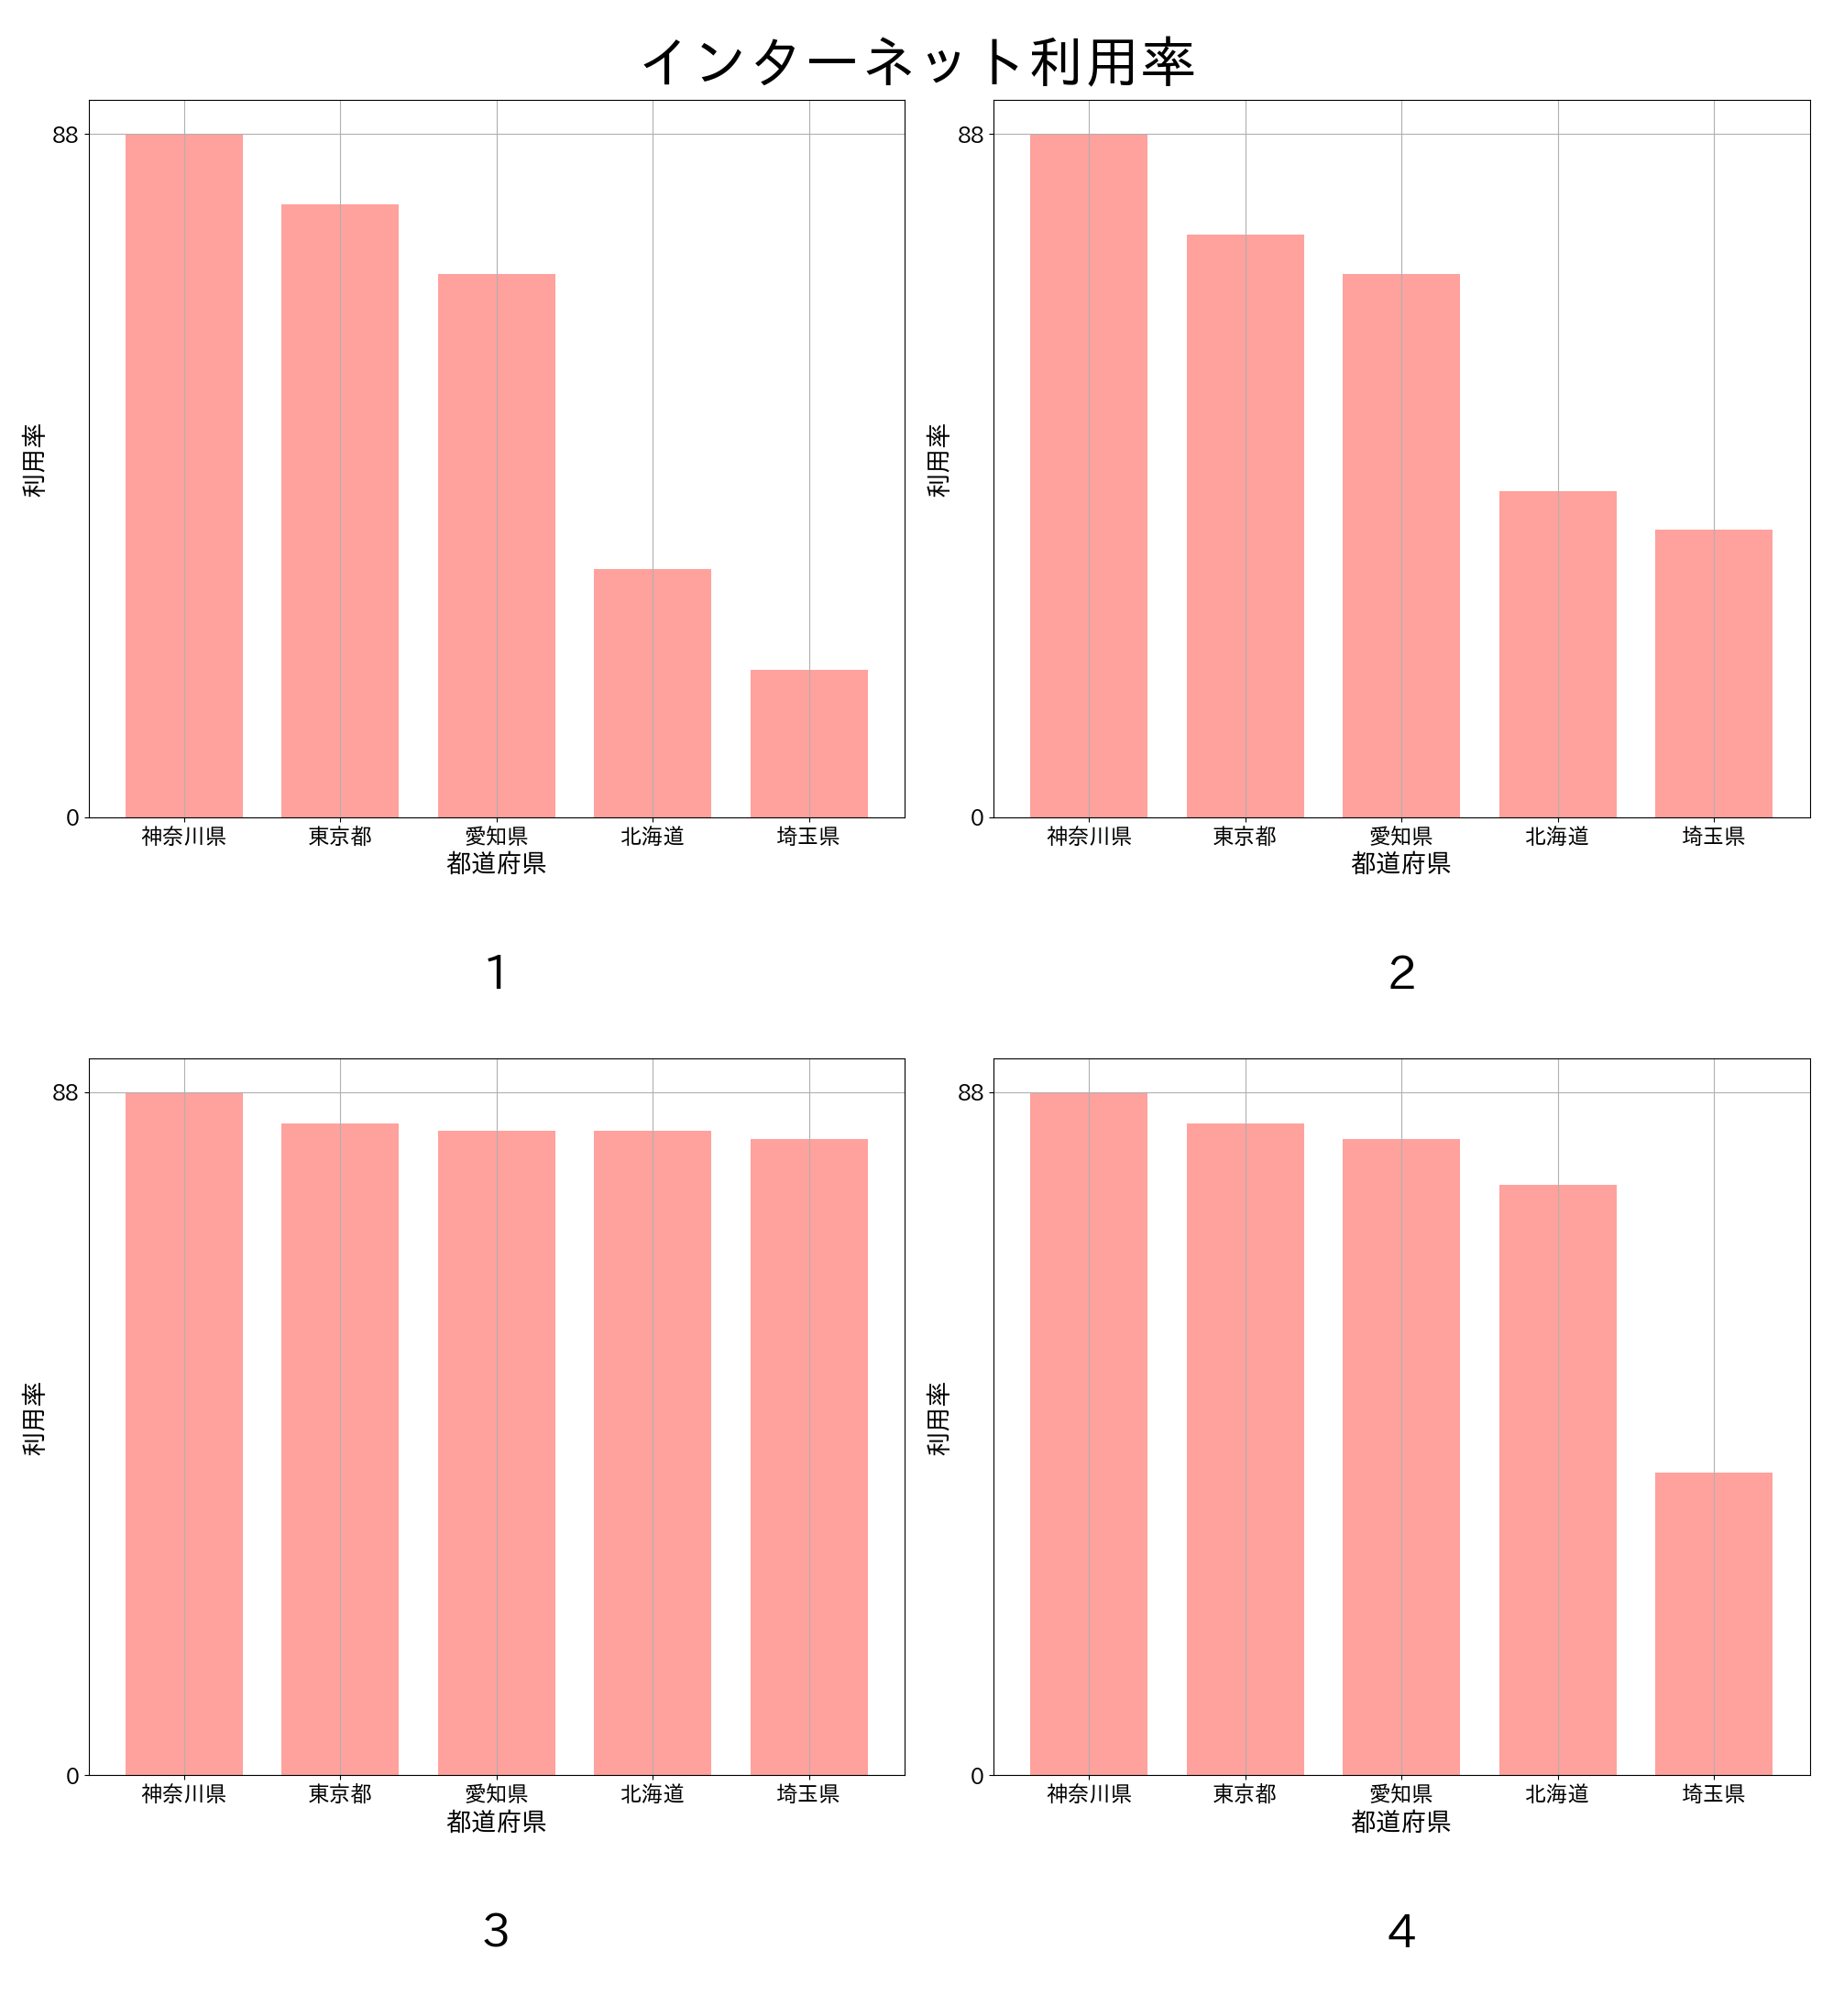 インターネット利用率
88
0
利用率
神奈川県 東京都 愛知県 北海道 埼玉県
都道府県
1
88
0
利用率
神奈川県 東京都 愛知県 北海道 埼玉県
都道府県
2
88
0
利用率
神奈川県 東京都 愛知県 北海道 埼玉県
都道府県
3
88
0
利用率
神奈川県 東京都 愛知県 北海道 埼玉県
都道府県
4